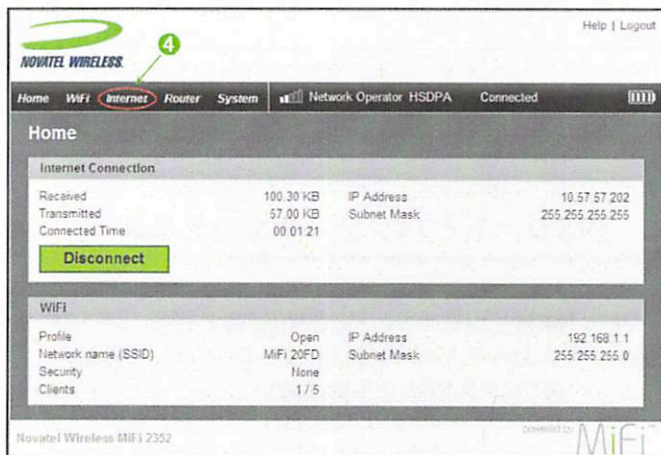 Help | Logout
NOVATEL WIRELESS.
4
Home WiFi Internet Router System Network Operator HSDPA Connected
Home
Internet Connection
Received 100.30 KB IP Address 10.57.57.202
Transmitted 57.00 KB Subnet Mask 255.255.255.255
Connected Time 00:01:21
Disconnect
WiFi
Profile Open IP Address 192.168.1.1
Network name (SSID) MiFi 20FD Subnet Mask 255.255.255.0
Security None
Clients 1 / 5
Novatel Wireless MiFi 2352 powered by MiFi™